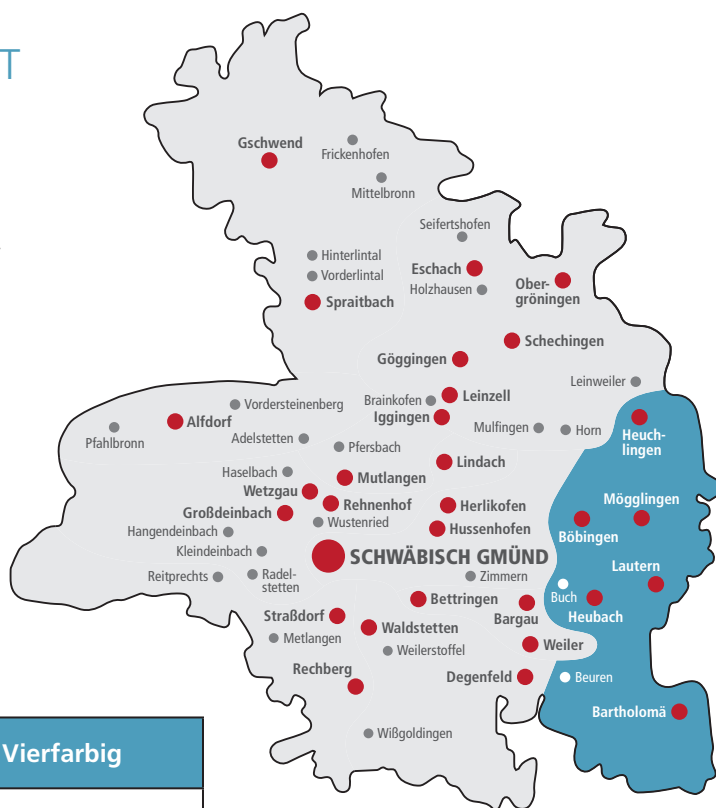 T
Gschwend
Frickenhofen
Mittelbronn
Seifertshofen
Hinterlintal
Vorderlintal
Eschach
Holzhausen
Ober-
gröningen
Spraitbach
Schechingen
Göggingen
Leinweiler
Leinzell
Brainkofen
Iggingen
Vordersteinenberg
Alfdorf
Pfahlbronn
Adelstetten
Pfersbach
Mulfingen
Horn
Heuch-
lingen
Lindach
Haselbach
Mutlangen
Wetzgau
Rehnenhof
Großdeinbach
Wustenried
Herlikofen
Hussenhofen
Mögglingen
Böbingen
Hangendeinbach
Kleindeinbach
SCHWÄBISCH GMÜND
Reitprechts
Radel-
stetten
Zimmern
Lautern
Buch
Heubach
Bettringen
Bargau
Straßdorf
Waldstetten
Metlangen
Weilerstoffel
Weiler
Rechberg
Degenfeld
Beuren
Bartholomä
Wißgoldingen
Vierfarbig